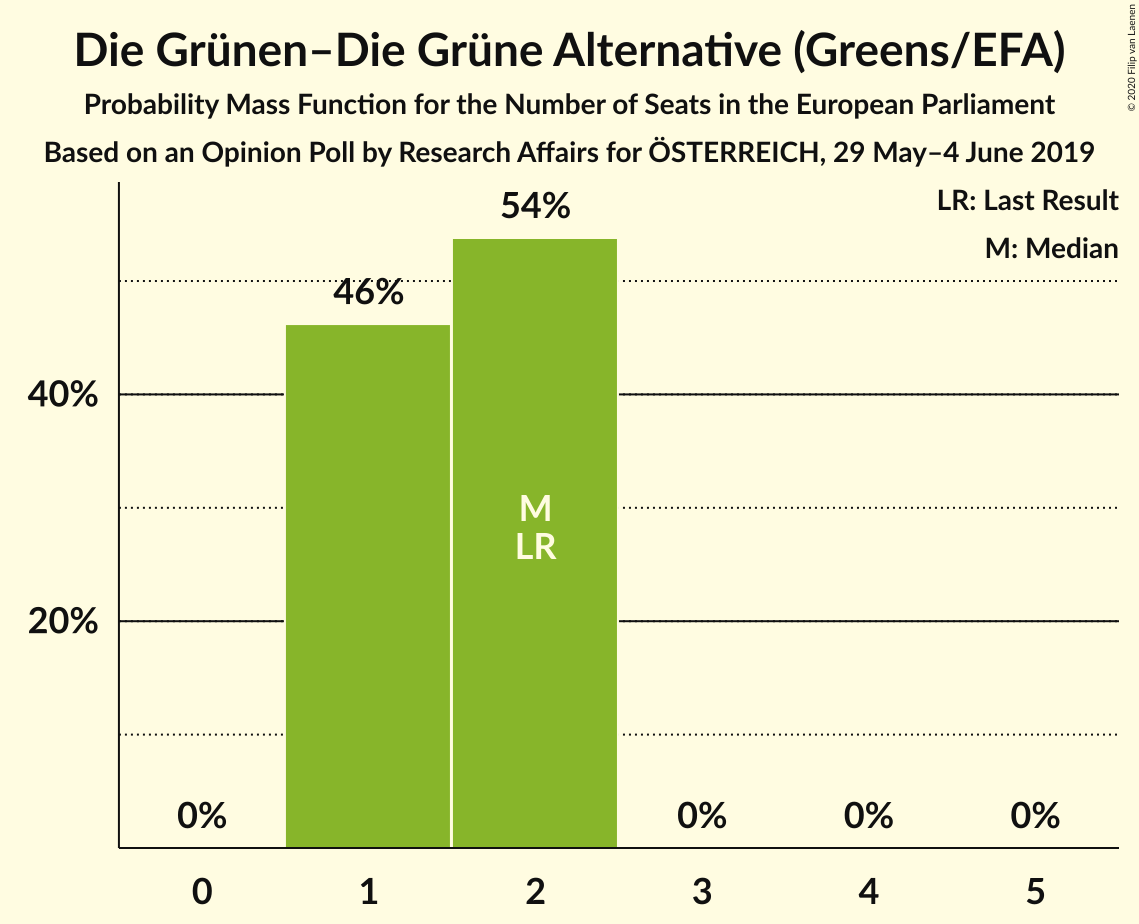 Die Grünen–Die Grüne Alternative (Greens/EFA)
Probability Mass Function for the Number of Seats in the European Parliament
Based on an Opinion Poll by Research Affairs for ÖSTERREICH, 29 May–4 June 2019
© 2020 Filip van Laenen
LR: Last Result
M: Median
54%
46%
40%
M
LR
20%
0%
0%
0%
0%
0 1 2 3 4 5